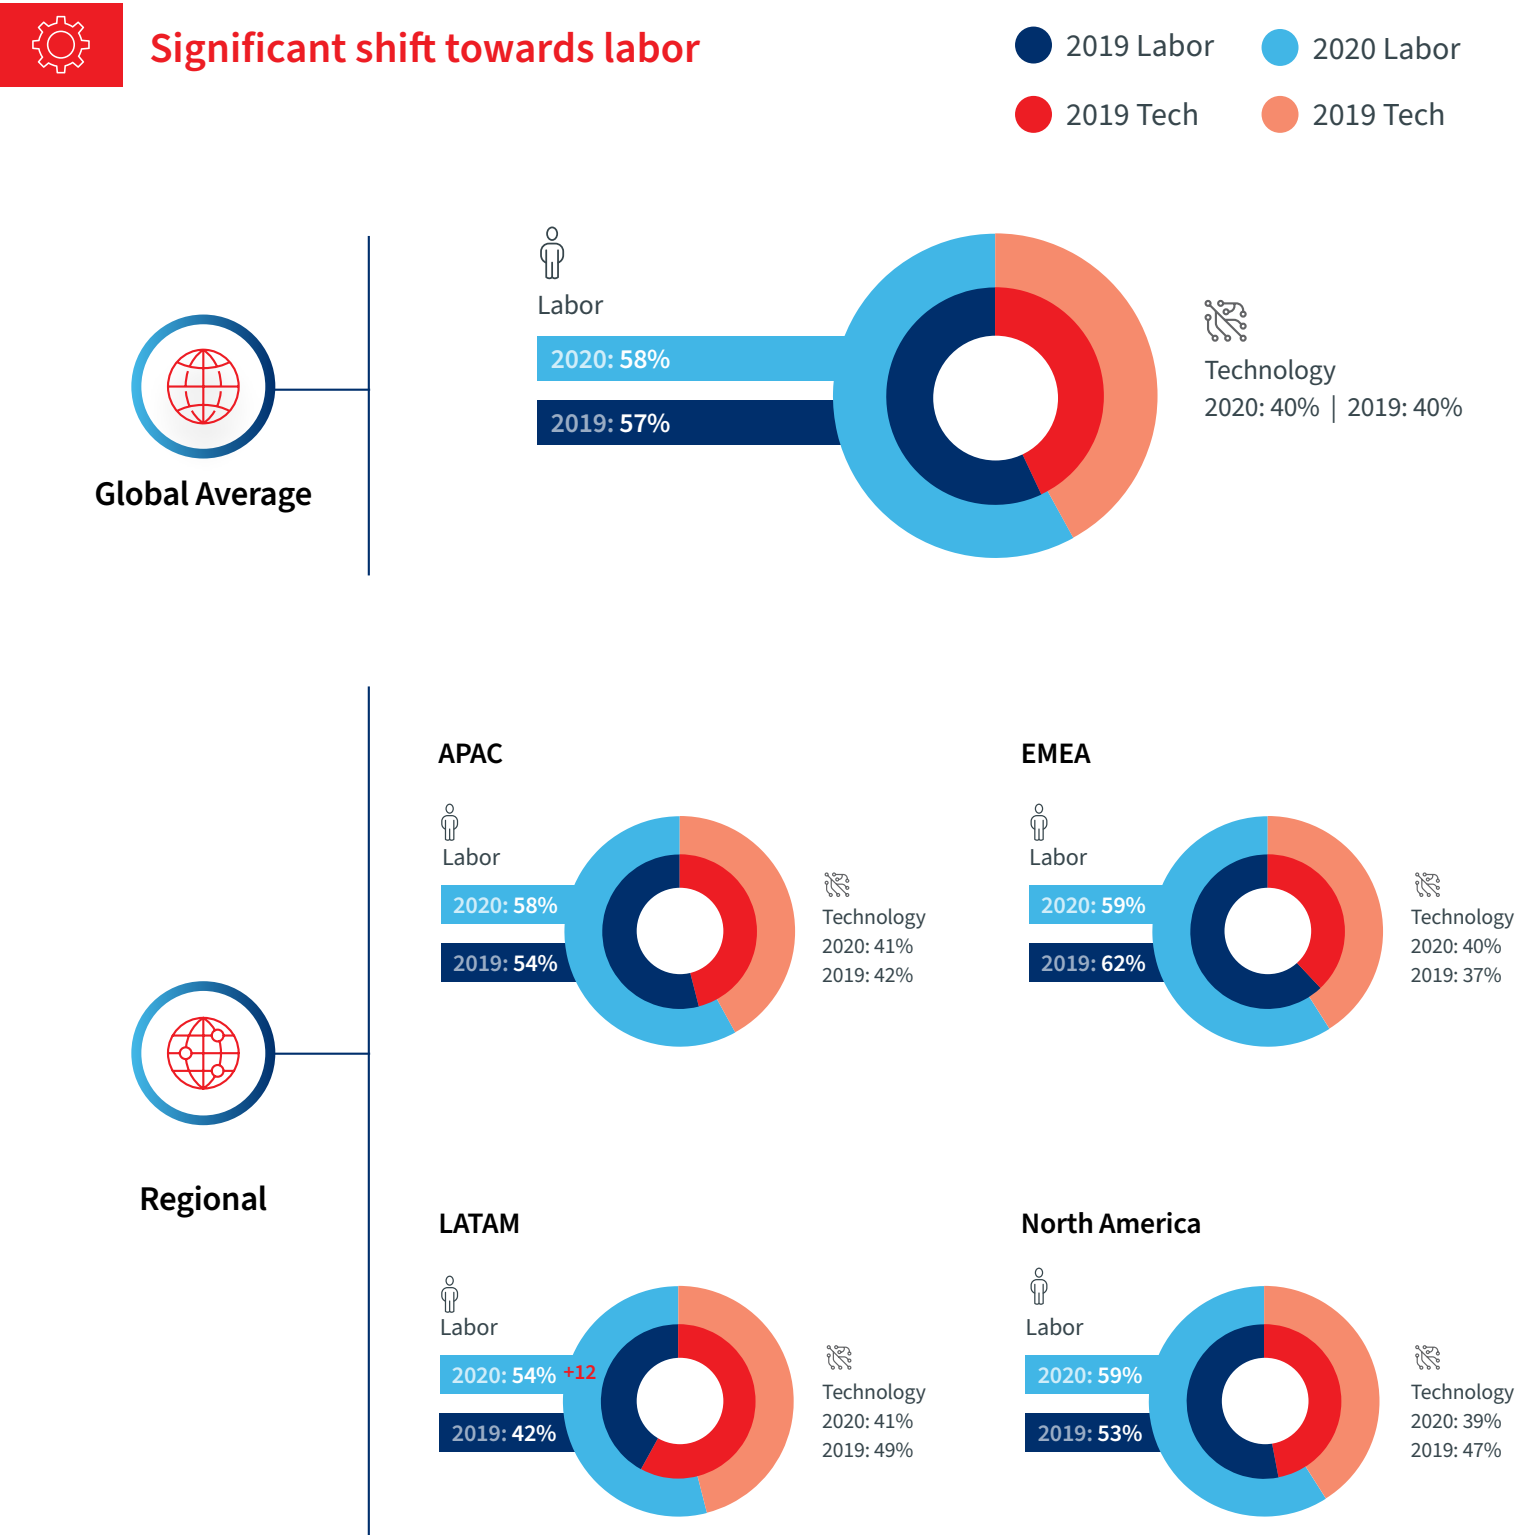 Significant shift towards labor
2019 Labor
2020 Labor
2019 Tech
2019 Tech
Global Average
Labor
2020: 58%
2019: 57%
Technology
2020: 40% | 2019: 40%
Regional
APAC
Labor
2020: 58%
2019: 54%
Technology
2020: 41%
2019: 42%
EMEA
Labor
2020: 59%
2019: 62%
Technology
2020: 40%
2019: 37%
LATAM
Labor
2020: 54% +12
2019: 42%
Technology
2020: 41%
2019: 49%
North America
Labor
2020: 59%
2019: 53%
Technology
2020: 39%
2019: 47%